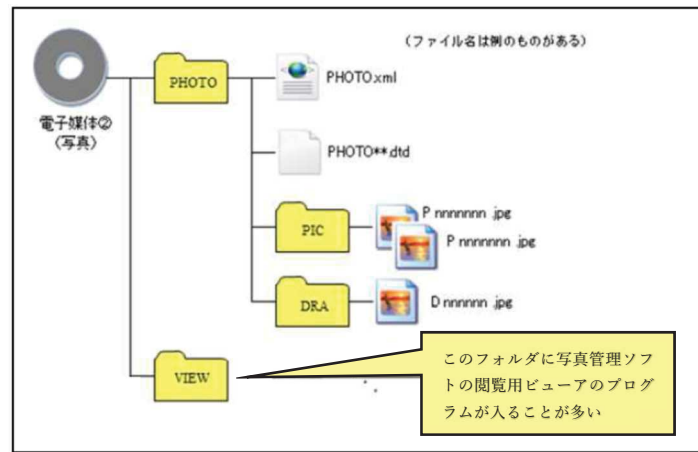 (ファイル名は例のものがある)
電子媒体②
(写真)
PHOTO
PHOTO.xml
PHOTO**.dtd
PIC
P nnnnnnn .jpg
P nnnnnnn .jpg
DRA
D nnnnnn .jpg
VIEW
このフォルダに写真管理ソフ
トの閲覧用ビューアのプログ
ラムが入ることが多い